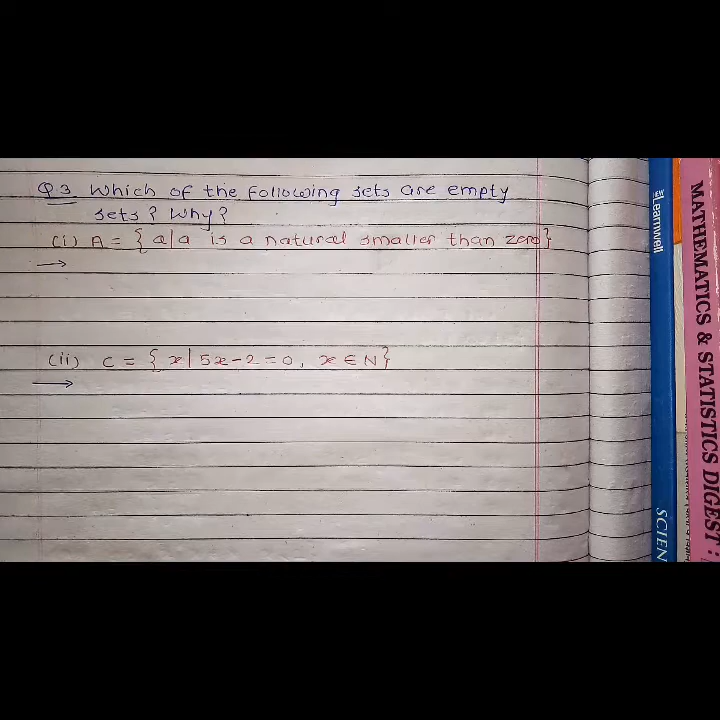 Q3 Which of the following sets are empty
sets? Why?
(i) A = { a | a is a natural smaller than zero}
→
(ii) C = { x | 5x-2=0, x ∈ N}
→
Learnwell
SCIEN
MATHEMATICS & STATISTICS DIGEST: